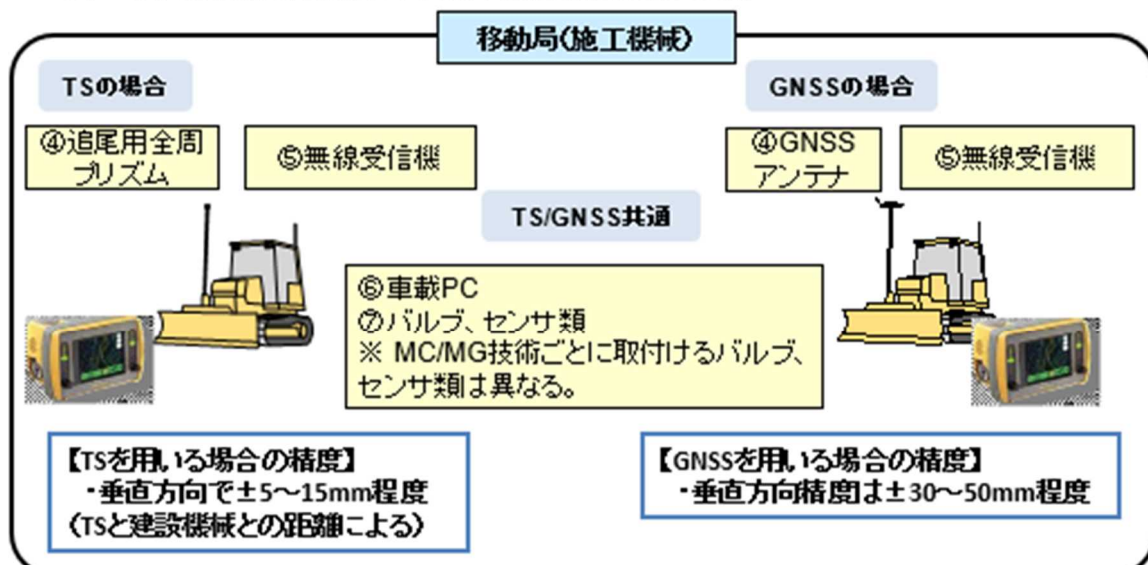 移動局(施工機械)
TSの場合
GNSSの場合
④追尾用全周
プリズム
⑤無線受信機
④GNSS
アンテナ
⑤無線受信機
TS/GNSS共通
⑥車載PC
⑦バルブ、センサ類
※ MC/MG技術ごとに取付けるバルブ、
センサ類は異なる。
【TSを用いる場合の精度】
・垂直方向で±5～15mm程度
(TSと建設機械との距離による)
【GNSSを用いる場合の精度】
・垂直方向精度は±30～50mm程度